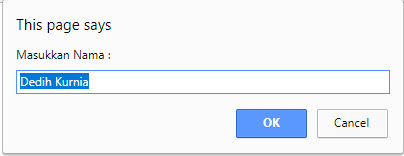 This page says
Masukkan Nama :
Dedih Kurnia
OK Cancel